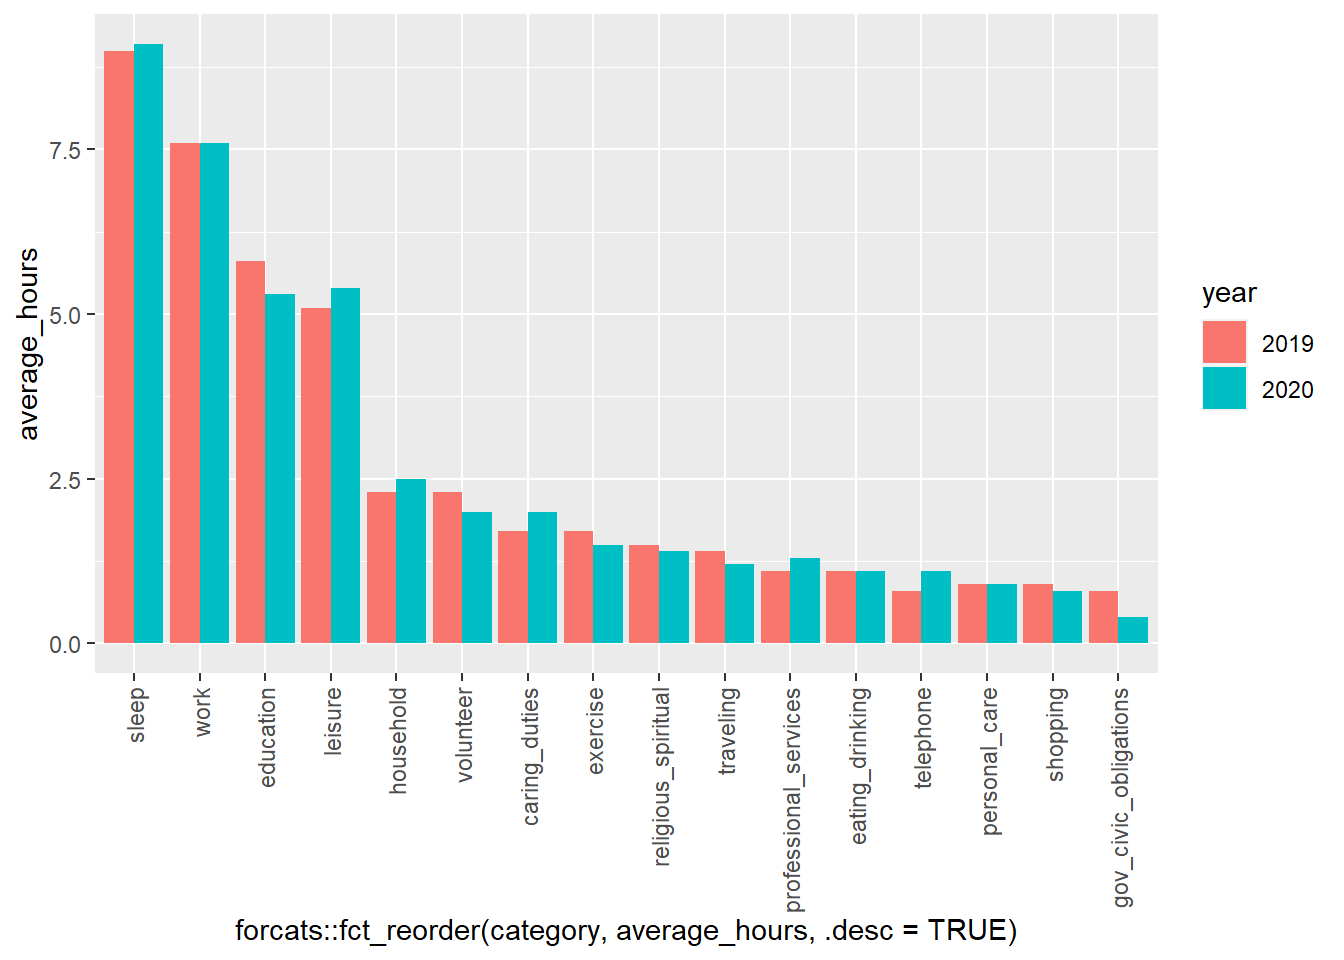 average_hours
7.5
5.0
2.5
0.0
sleep
work
education
leisure
household
volunteer
caring_duties
exercise
religious_spiritual
traveling
professional_services
eating_drinking
telephone
personal_care
shopping
gov_civic_obligations
forcats::fct_reorder(category, average_hours, .desc = TRUE)
year
2019
2020